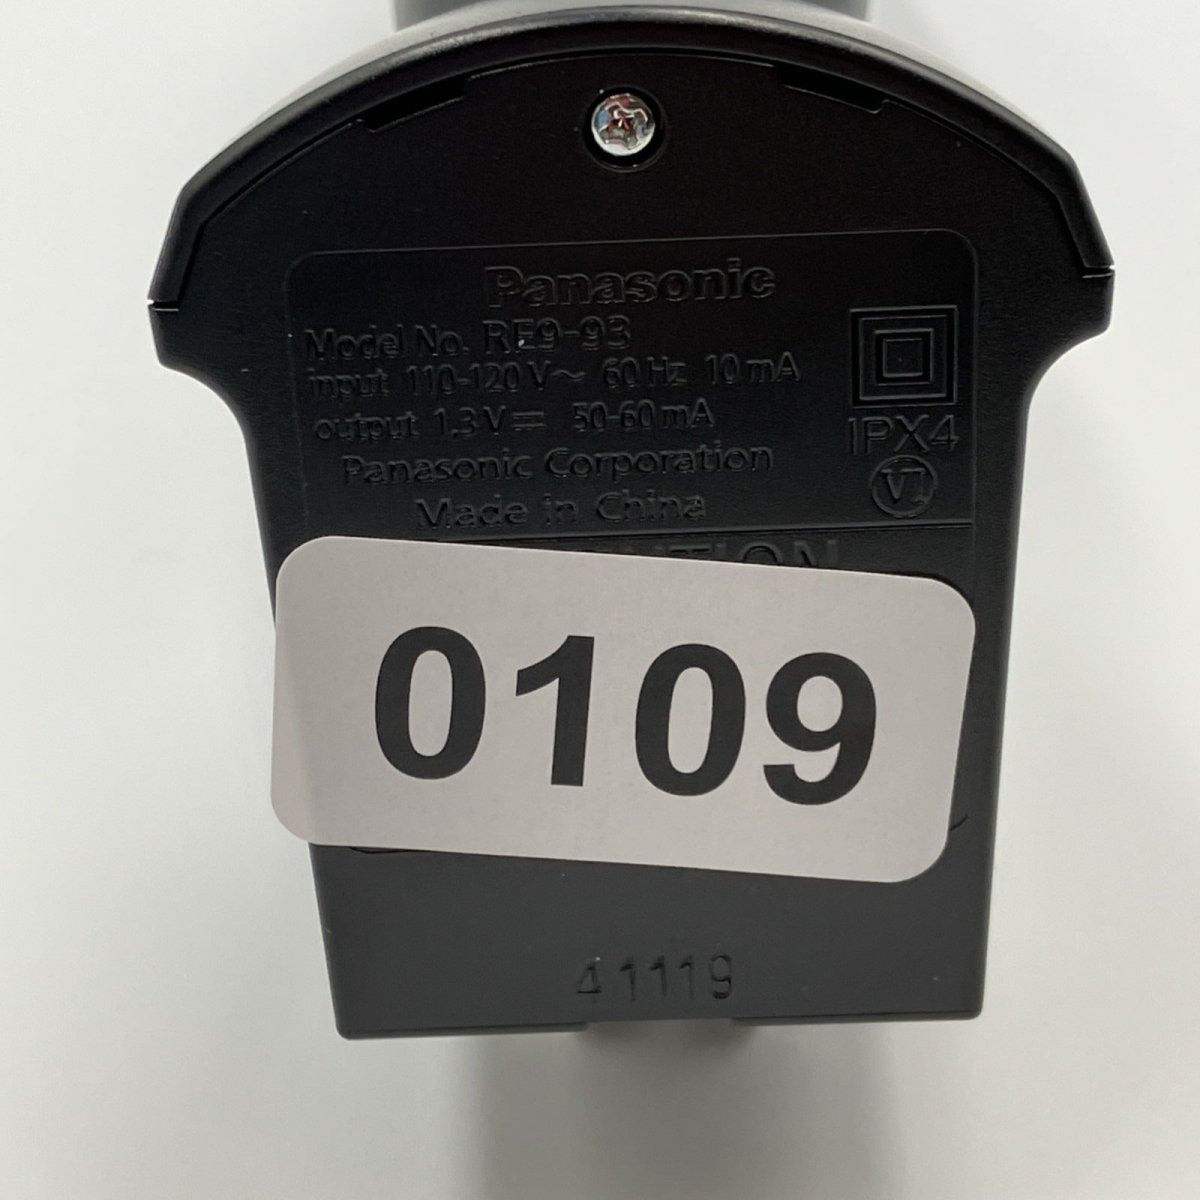 Panasonic
Model No. RE9-93
input 110-120 V~ 60 Hz 10 mA
output 1.3 V⎓ 50-60 mA
IPX4
VI
Panasonic Corporation
Made in China
0109
41119